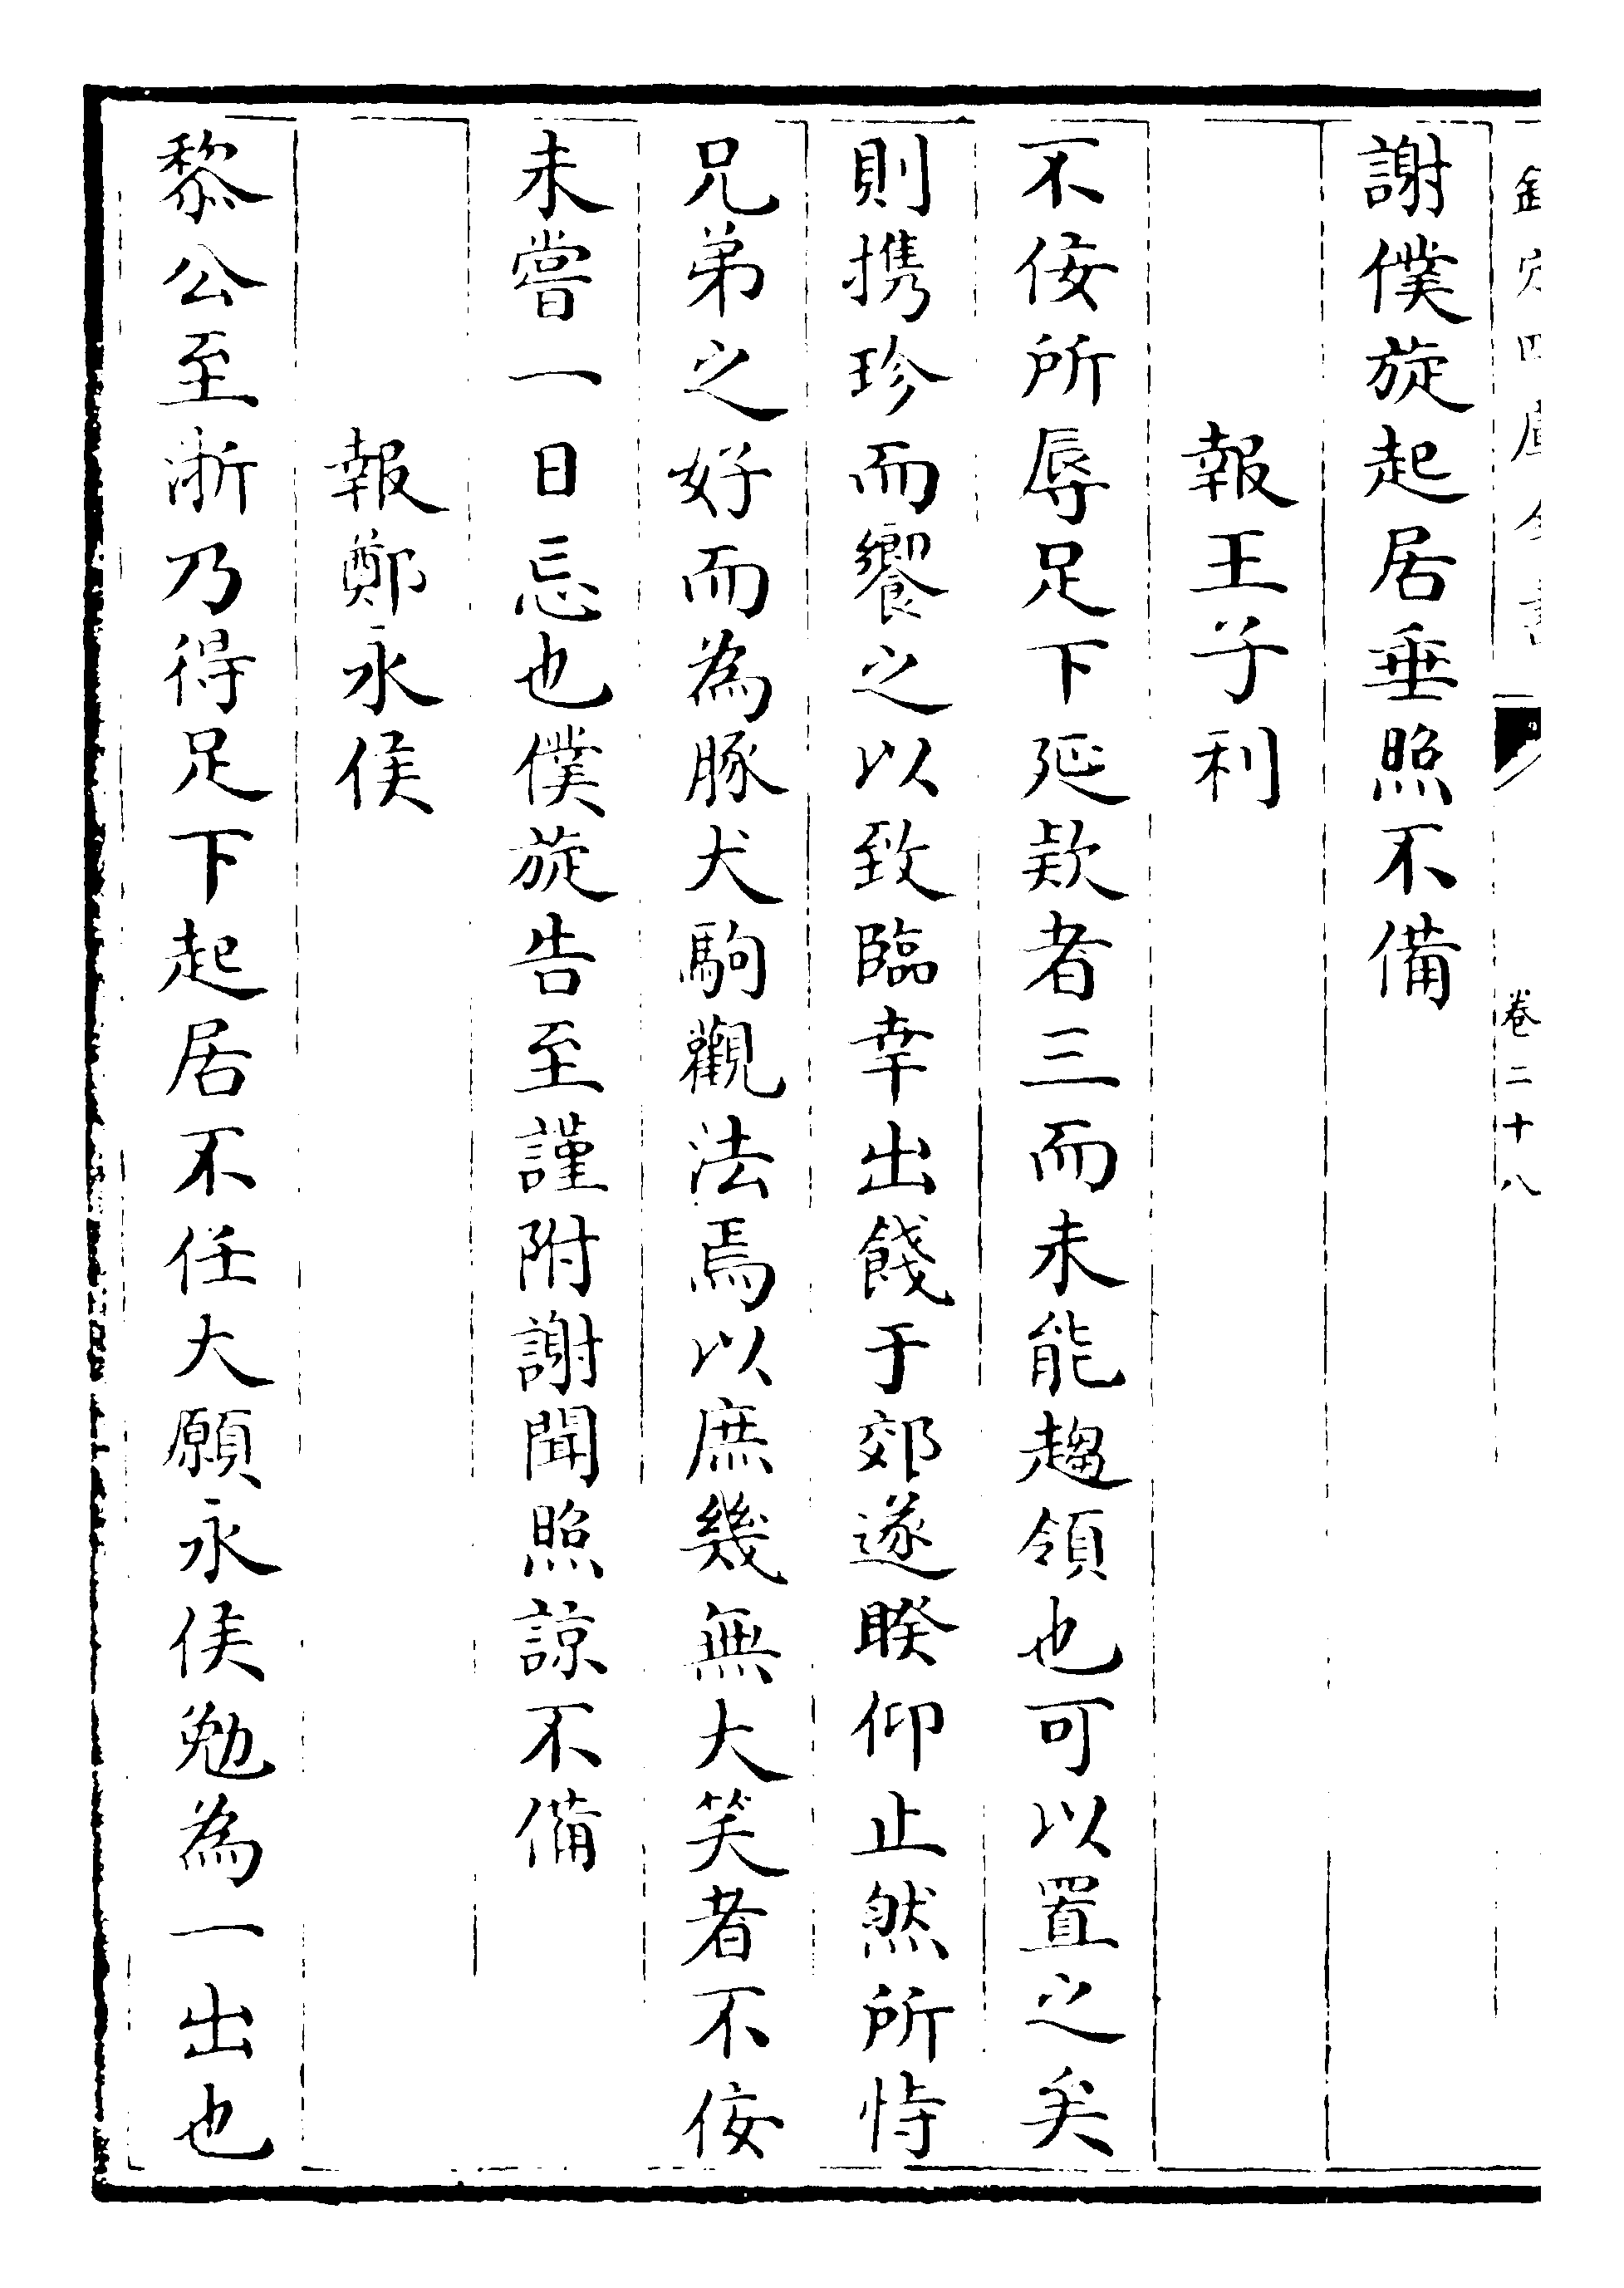 欽定四庫全書 卷二十八
謝僕旋起居垂照不備
報王子利
不佞所辱足下延欵者三而未能趨領也可以置之矣
則携珍而饗之以致臨幸出餞于郊遂暌仰止然所恃
兄弟之好而為豚犬駒觀法焉以庶幾無大笑者不佞
未嘗一日忘也僕旋告至謹附謝聞照諒不備
報鄭永侯
黎公至浙乃得足下起居不任大願永侯勉為一出也